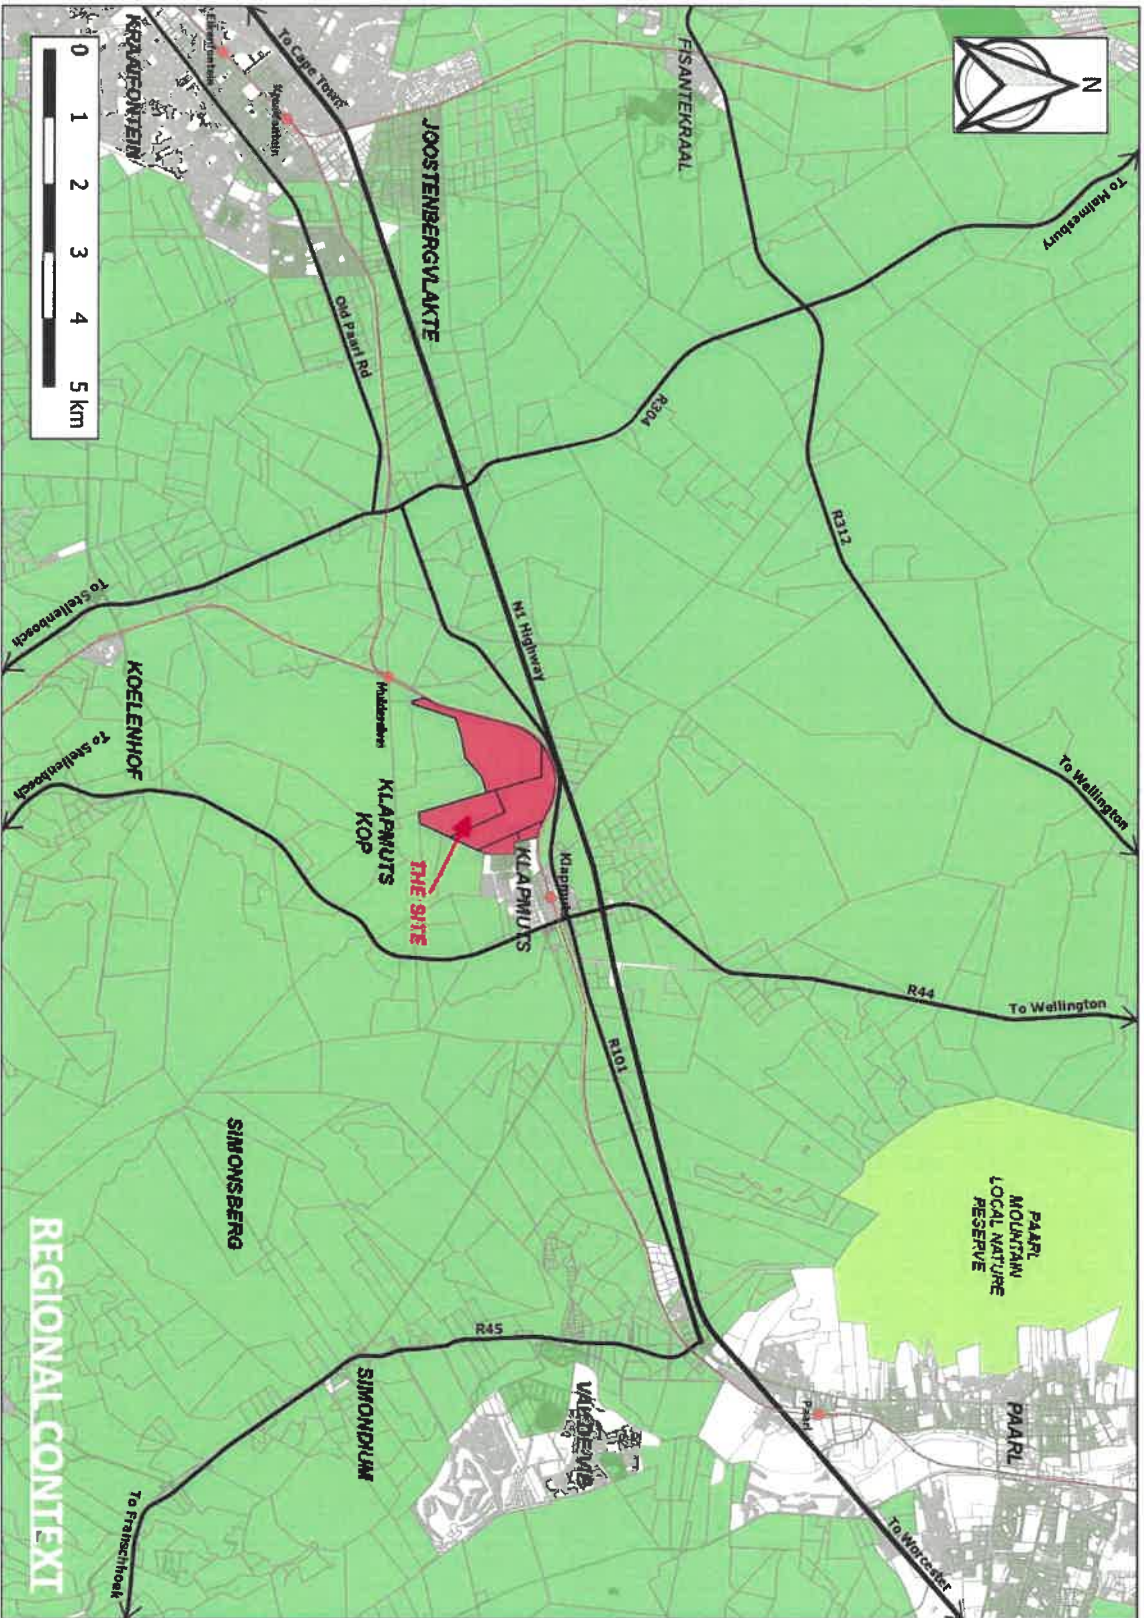 N
To Malmesbury
To Wellington
To Wellington
To Worcester
PAARL
MOUNTAIN
LOCAL NATURE
RESERVE
PAARL
Paarl
FISANTEKRAAL
R312
R304
R44
R101
N1 Highway
To Cape Town
JOOSTENBERGVLAKTE
KRAAIFONTEIN
Old Paarl Rd
Klapmuts
KLAPMUTS
THE SITE
KLAPMUTS
KOP
KOELENHOF
To Stellenbosch
To Stellenbosch
SIMONSBERG
R45
SIMONDIUM
To Franschhoek
0 1 2 3 4 5 km
REGIONAL CONTEXT